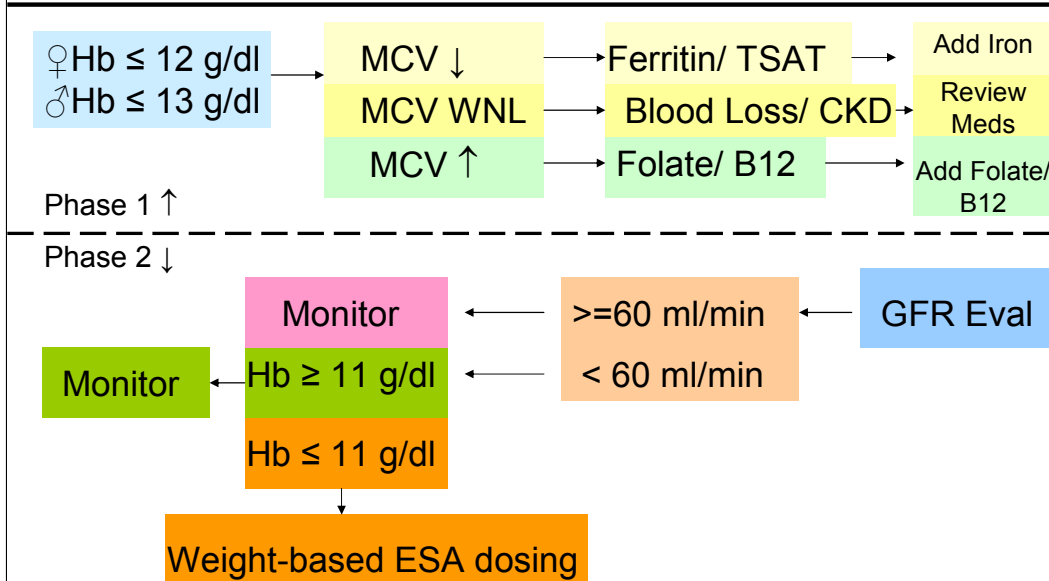 ♀Hb ≤ 12 g/dl
♂Hb ≤ 13 g/dl
MCV ↓
Ferritin/ TSAT
Add Iron
MCV WNL
Blood Loss/ CKD
Review
Meds
MCV ↑
Folate/ B12
Add Folate/
B12
Phase 1 ↑
Phase 2 ↓
Monitor
>=60 ml/min
GFR Eval
Monitor
Hb ≥ 11 g/dl
< 60 ml/min
Hb ≤ 11 g/dl
Weight-based ESA dosing